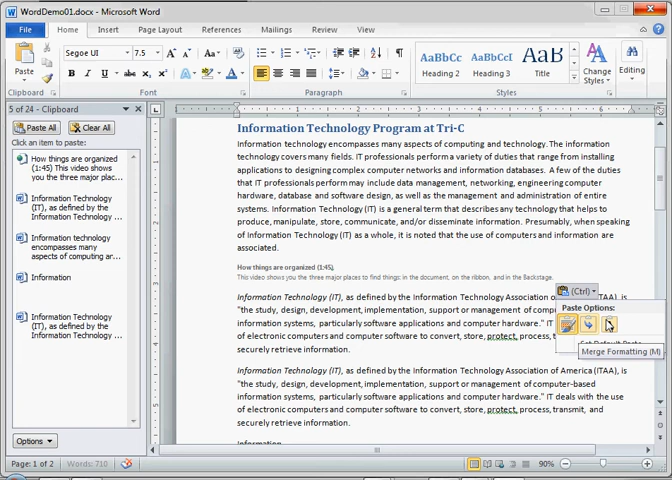 WordDemo01.docx - Microsoft Word
File Home Insert Page Layout References Mailings Review View
Segoe UI 7.5
Paste
AaBbCc AaBbCcI AaB
Heading 2 Heading 3 Title
Change Styles
Editing
Clipboard Font Paragraph Styles
5 of 24 - Clipboard
Paste All Clear All
Click an item to paste:
How things are organized
(1:45) This video shows
you the three major plac...
Information Technology
(IT), as defined by the
Information Technology ...
Information technology
encompasses many
aspects of computing a...
Information
Information Technology
(IT), as defined by the
Information Technology ...
Options
Information Technology Program at Tri-C
Information technology encompasses many aspects of computing and technology. The information
technology covers many fields. IT professionals perform a variety of duties that range from installing
applications to designing complex computer networks and information databases. A few of the duties
that IT professionals perform may include data management, networking, engineering computer
hardware, database and software design, as well as the management and administration of entire
systems. Information Technology (IT) is a general term that describes any technology that helps to
produce, manipulate, store, communicate, and/or disseminate information. Presumably, when speaking
of Information Technology (IT) as a whole, it is noted that the use of computers and information are
associated.
How things are organized (1:45)
This video shows you the three major places to find things: in the document, on the ribbon, and in the Backstage.
Information Technology (IT), as defined by the Information Technology Association of TAA), is
"the study, design, development, implementation, support or management of comput
information systems, particularly software applications and computer hardware." IT
of electronic computers and computer software to convert, store, protect, process,
securely retrieve information.
Information Technology (IT), as defined by the Information Technology Association of America (ITAA), is
"the study, design, development, implementation, support or management of computer-based
information systems, particularly software applications and computer hardware." IT deals with the use
of electronic computers and computer software to convert, store, protect, process, transmit, and
securely retrieve information.
Information
(Ctrl)
Paste Options:
Merge Formatting (M)
Page: 1 of 2 Words: 710 90%